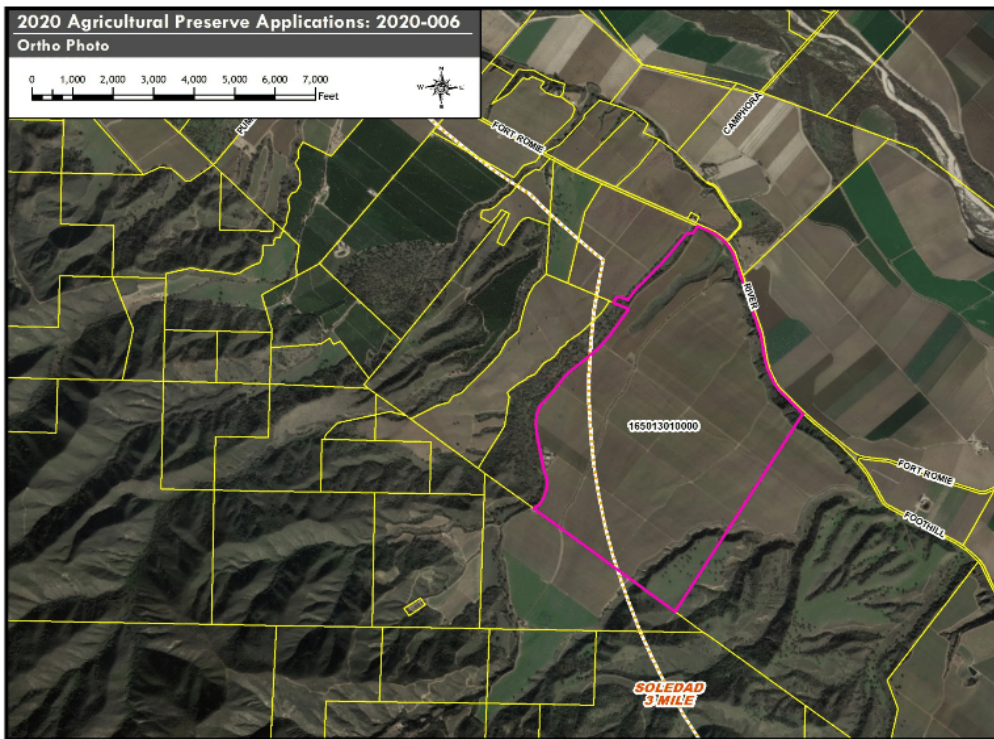 2020 Agricultural Preserve Applications: 2020-006
Ortho Photo
0 1,000 2,000 3,000 4,000 5,000 6,000 7,000
Feet
N
W E
S
FORT ROMIE
CAMPHORA
RIVER
165013010000
FORT ROMIE
FOOTHILL
SOLEDAD
3 MILE